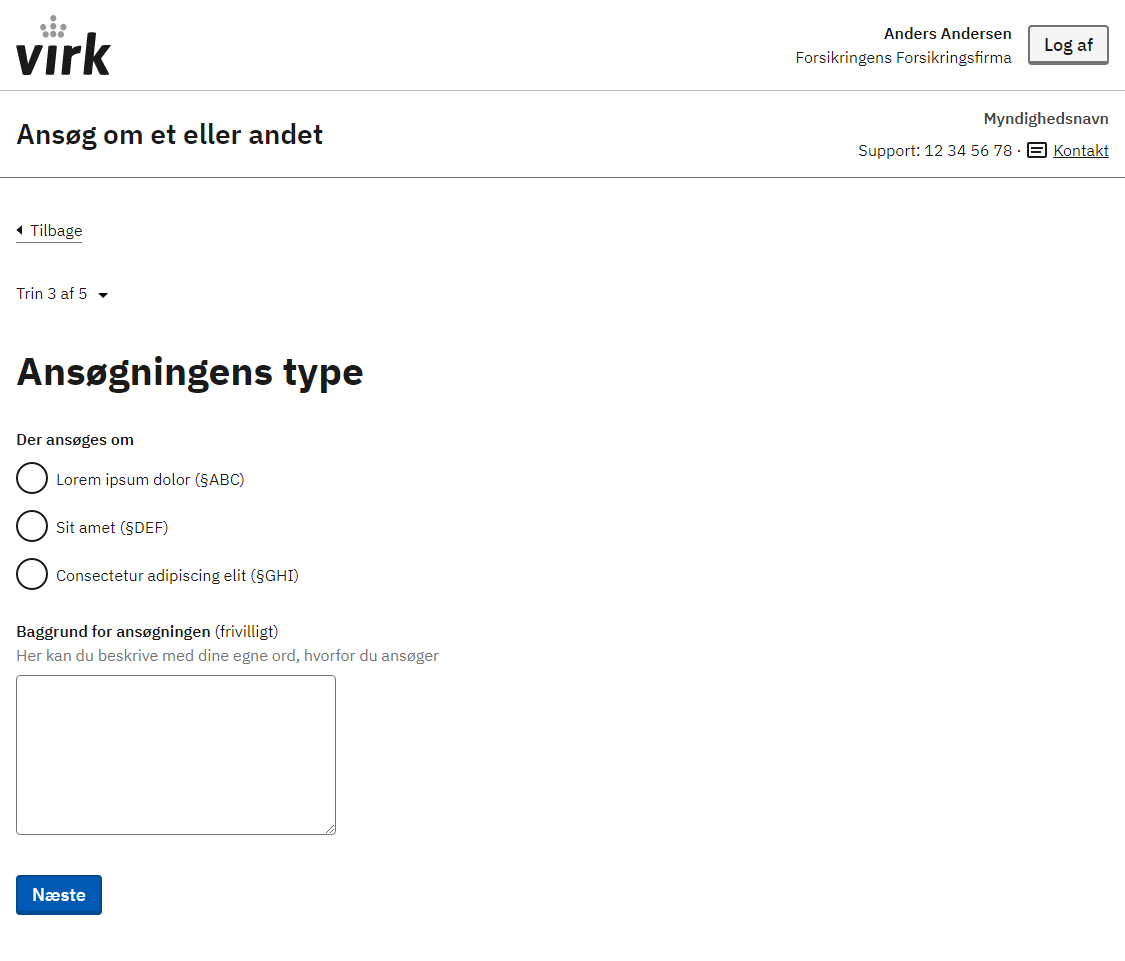 virk
Anders Andersen
Forsikringens Forsikringsfirma
Log af
Ansøg om et eller andet
Myndighedsnavn
Support: 12 34 56 78 · Kontakt
Tilbage
Trin 3 af 5
Ansøgningens type
Der ansøges om
Lorem ipsum dolor (§ABC)
Sit amet (§DEF)
Consectetur adipiscing elit (§GHI)
Baggrund for ansøgningen (frivilligt)
Her kan du beskrive med dine egne ord, hvorfor du ansøger
Næste